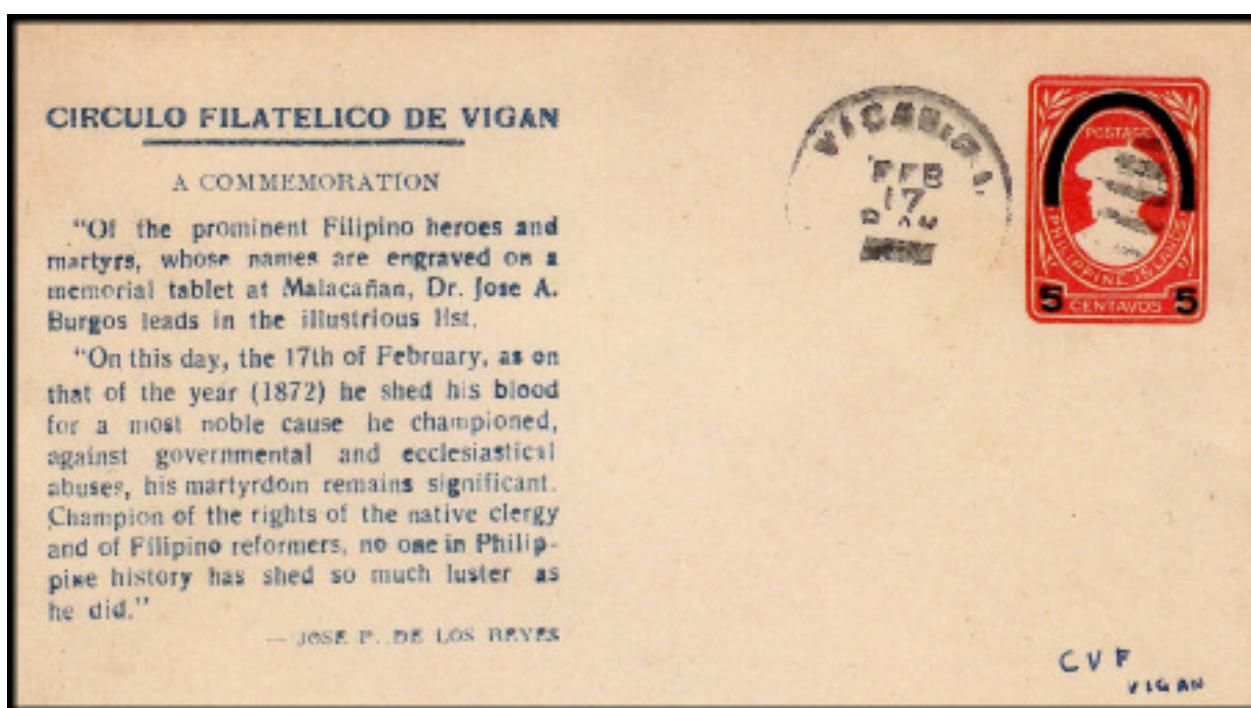 CIRCULO FILATELICO DE VIGAN
A COMMEMORATION
"Of the prominent Filipino heroes and
martyrs, whose names are engraved on a
memorial tablet at Malacañan, Dr. Jose A.
Burgos leads in the illustrious list.
"On this day, the 17th of February, as on
that of the year (1872) he shed his blood
for a most noble cause he championed,
against governmental and ecclesiastical
abuses, his martyrdom remains significant.
Champion of the rights of the native clergy
and of Filipino reformers, no one in Philip-
pine history has shed so much luster as
he did."
— JOSE P. DE LOS REYES
VIGAN, P.I.
FEB
17
POSTAGE
PHILIPPINE ISLANDS
5 CENTAVOS 5
CVF
VIGAN